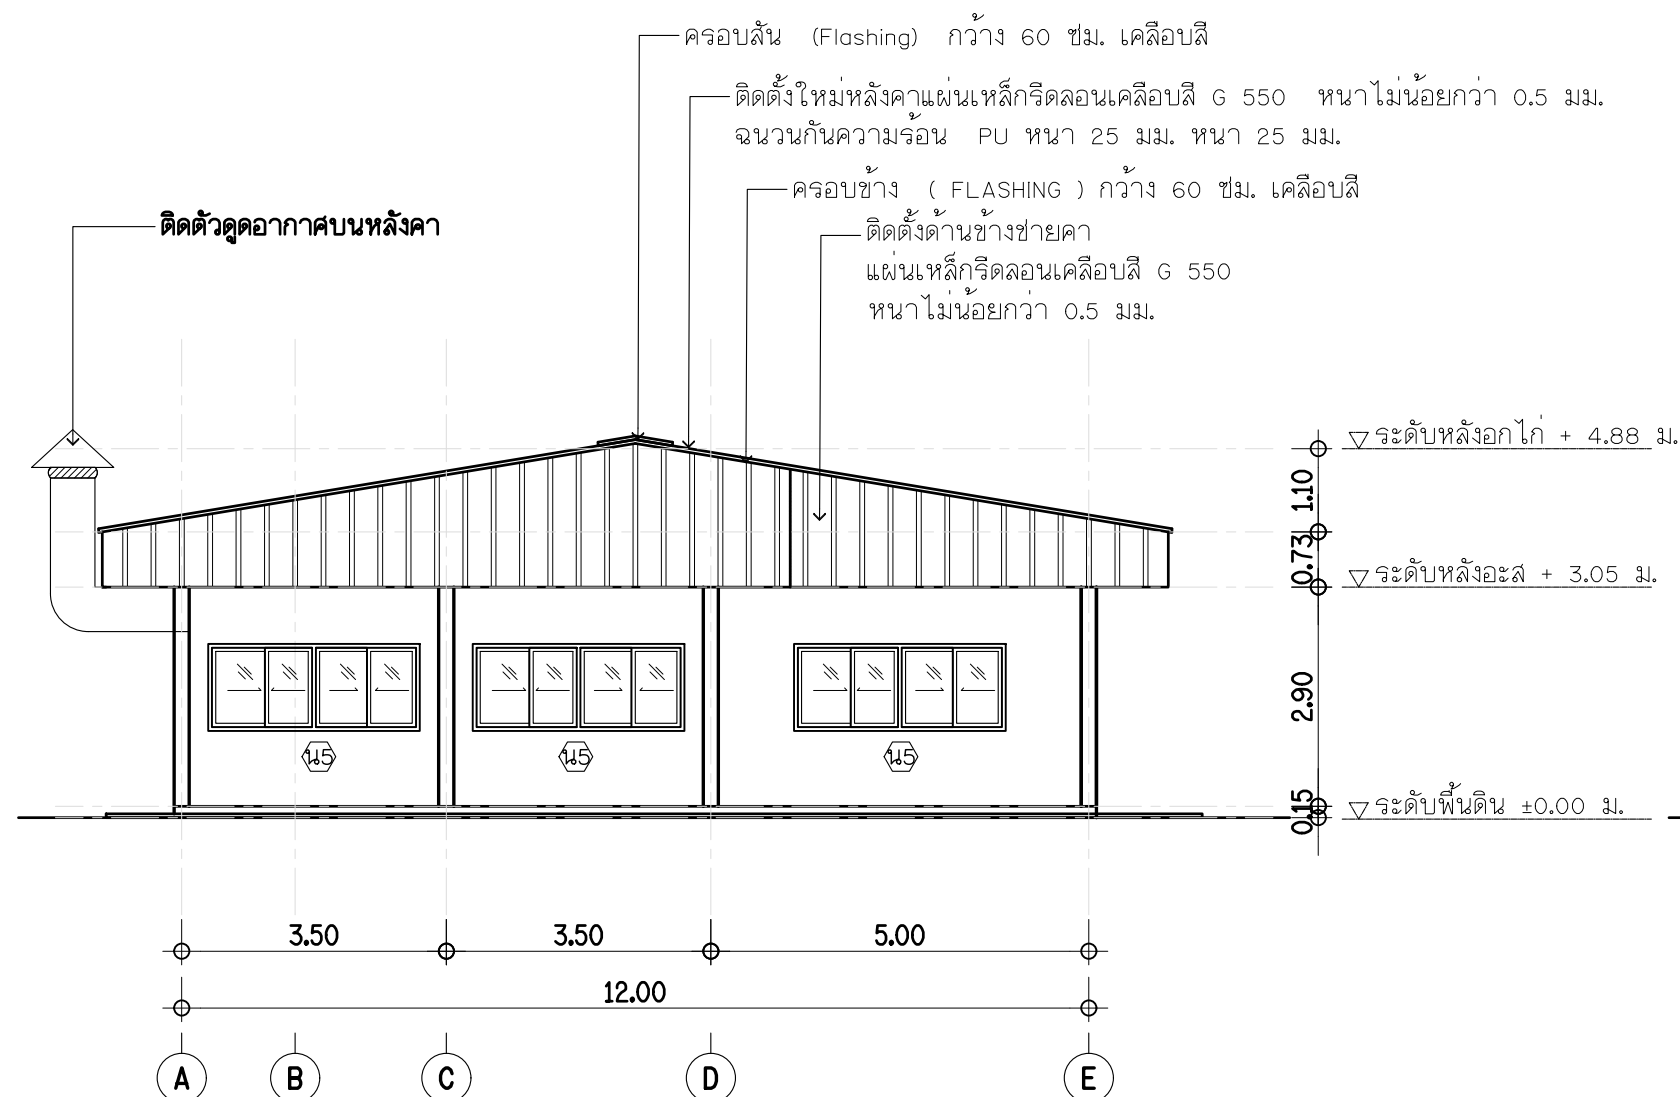 ครอบสัน (Flashing) กว้าง 60 ซม. เคลือบสี
ติดตั้งใหม่หลังคาแผ่นเหล็กรีดลอนเคลือบสี G 550 หนาไม่น้อยกว่า 0.5 มม.
ฉนวนกันความร้อน PU หนา 25 มม. หนา 25 มม.
ครอบข้าง ( FLASHING ) กว้าง 60 ซม. เคลือบสี
ติดตัวดูดอากาศบนหลังคา
ติดตั้งด้านข้างชายคา
แผ่นเหล็กรีดลอนเคลือบสี G 550
หนาไม่น้อยกว่า 0.5 มม.
ระดับหลังอกไก่ + 4.88 ม.
1.10
0.73
ระดับหลังอะส + 3.05 ม.
2.90
น5 น5 น5
0.15
ระดับพื้นดิน ±0.00 ม.
3.50 3.50 5.00
12.00
A B C D E